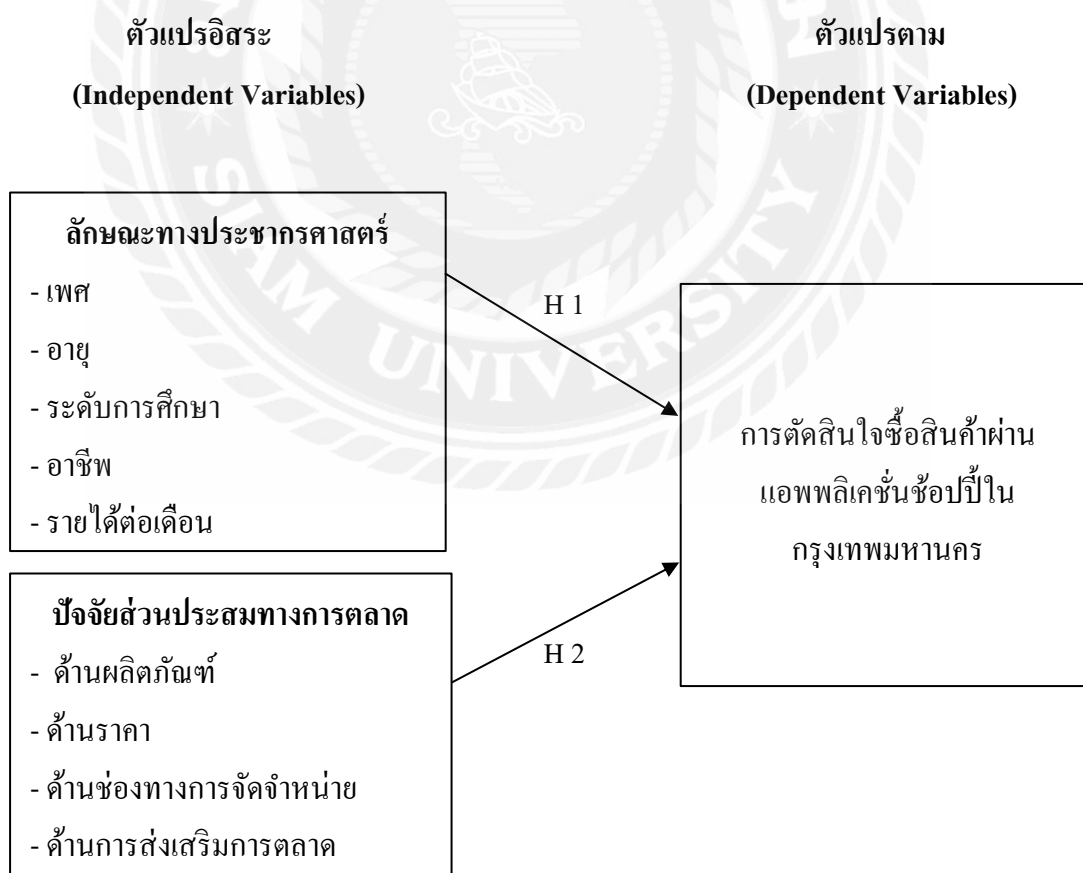 ตัวแปรอิสระ
(Independent Variables)
ตัวแปรตาม
(Dependent Variables)
ลักษณะทางประชากรศาสตร์
- เพศ
- อายุ
- ระดับการศึกษา
- อาชีพ
- รายได้ต่อเดือน
H 1
การตัดสินใจซื้อสินค้าผ่าน
แอพพลิเคชั่นช้อปปี้ใน
กรุงเทพมหานคร
ปัจจัยส่วนประสมทางการตลาด
- ด้านผลิตภัณฑ์
- ด้านราคา
- ด้านช่องทางการจัดจำหน่าย
- ด้านการส่งเสริมการตลาด
H 2
SIAM UNIVERSITY